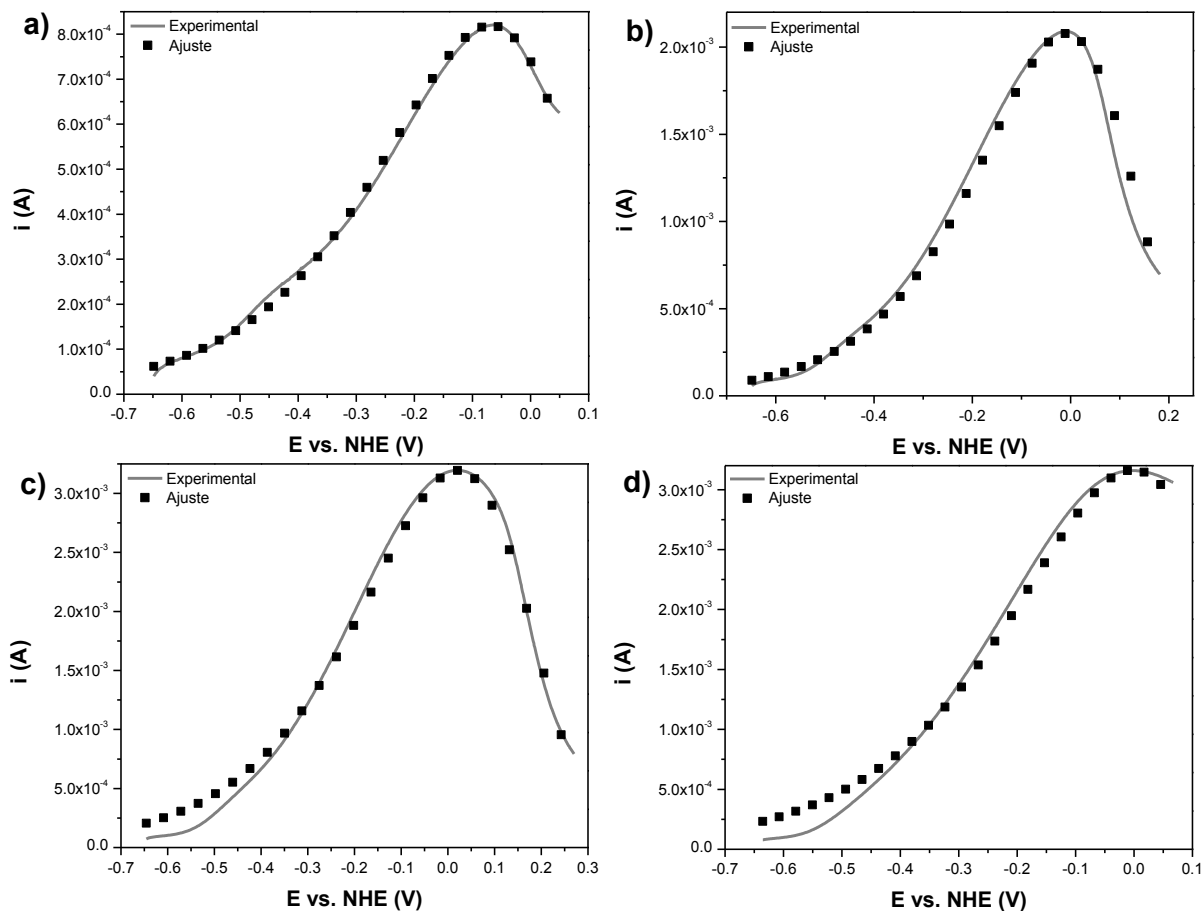 a)
Experimental
Ajuste
8.0x10⁻⁴
7.0x10⁻⁴
6.0x10⁻⁴
5.0x10⁻⁴
4.0x10⁻⁴
3.0x10⁻⁴
2.0x10⁻⁴
1.0x10⁻⁴
0.0
i (A)
-0.7 -0.6 -0.5 -0.4 -0.3 -0.2 -0.1 0.0 0.1
E vs. NHE (V)
b)
Experimental
Ajuste
2.0x10⁻³
1.5x10⁻³
1.0x10⁻³
5.0x10⁻⁴
0.0
i (A)
-0.6 -0.4 -0.2 0.0 0.2
E vs. NHE (V)
c)
Experimental
Ajuste
3.0x10⁻³
2.5x10⁻³
2.0x10⁻³
1.5x10⁻³
1.0x10⁻³
5.0x10⁻⁴
0.0
i (A)
-0.7 -0.6 -0.5 -0.4 -0.3 -0.2 -0.1 0.0 0.1 0.2 0.3
E vs. NHE (V)
d)
Experimental
Ajuste
3.0x10⁻³
2.5x10⁻³
2.0x10⁻³
1.5x10⁻³
1.0x10⁻³
5.0x10⁻⁴
0.0
i (A)
-0.7 -0.6 -0.5 -0.4 -0.3 -0.2 -0.1 0.0 0.1
E vs. NHE (V)